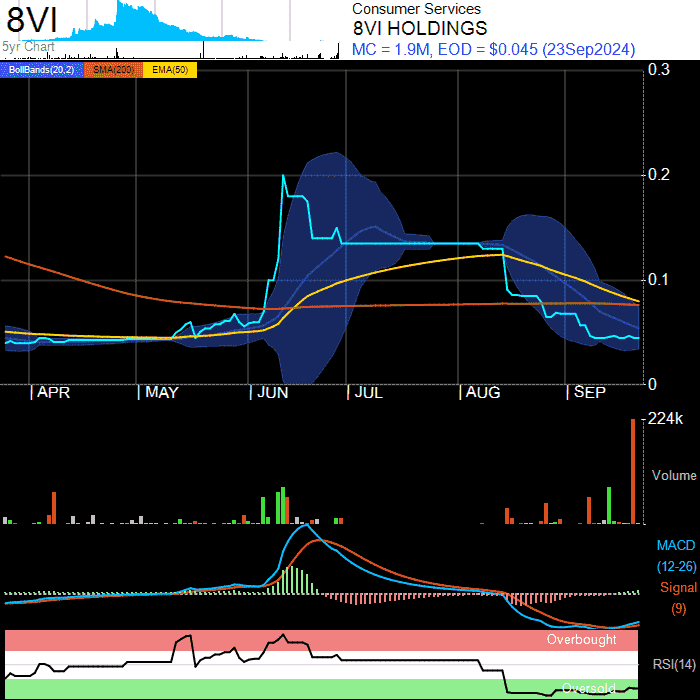 8VI
5yr Chart
Consumer Services
8VI HOLDINGS
MC = 1.9M, EOD = $0.045 (23Sep2024)
BollBands(20,2) SMA(200) EMA(50)
0.3
0.2
0.1
0
APR MAY JUN JUL AUG SEP
224k
Volume
MACD
(12-26)
Signal
(9)
Overbought
RSI(14)
Oversold